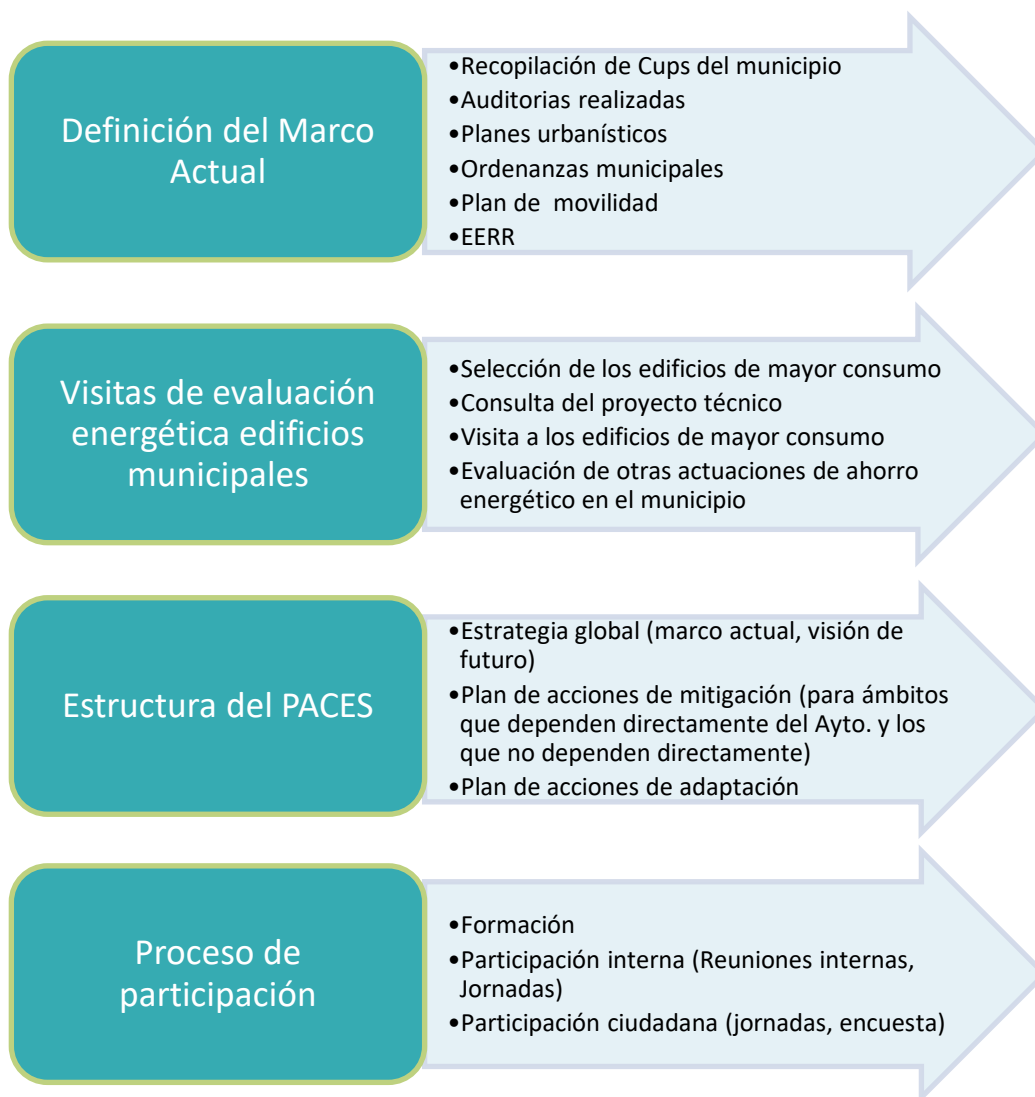 Definición del Marco
Actual
•Recopilación de Cups del municipio
•Auditorias realizadas
•Planes urbanísticos
•Ordenanzas municipales
•Plan de  movilidad
•EERR
Visitas de evaluación
energética edificios
municipales
•Selección de los edificios de mayor consumo
•Consulta del proyecto técnico
•Visita a los edificios de mayor consumo
•Evaluación de otras actuaciones de ahorro
energético en el municipio
Estructura del PACES
•Estrategia global (marco actual, visión de
futuro)
•Plan de acciones de mitigación (para ámbitos
que dependen directamente del Ayto. y los
que no dependen directamente)
•Plan de acciones de adaptación
Proceso de
participación
•Formación
•Participación interna (Reuniones internas,
Jornadas)
•Participación ciudadana (jornadas, encuesta)